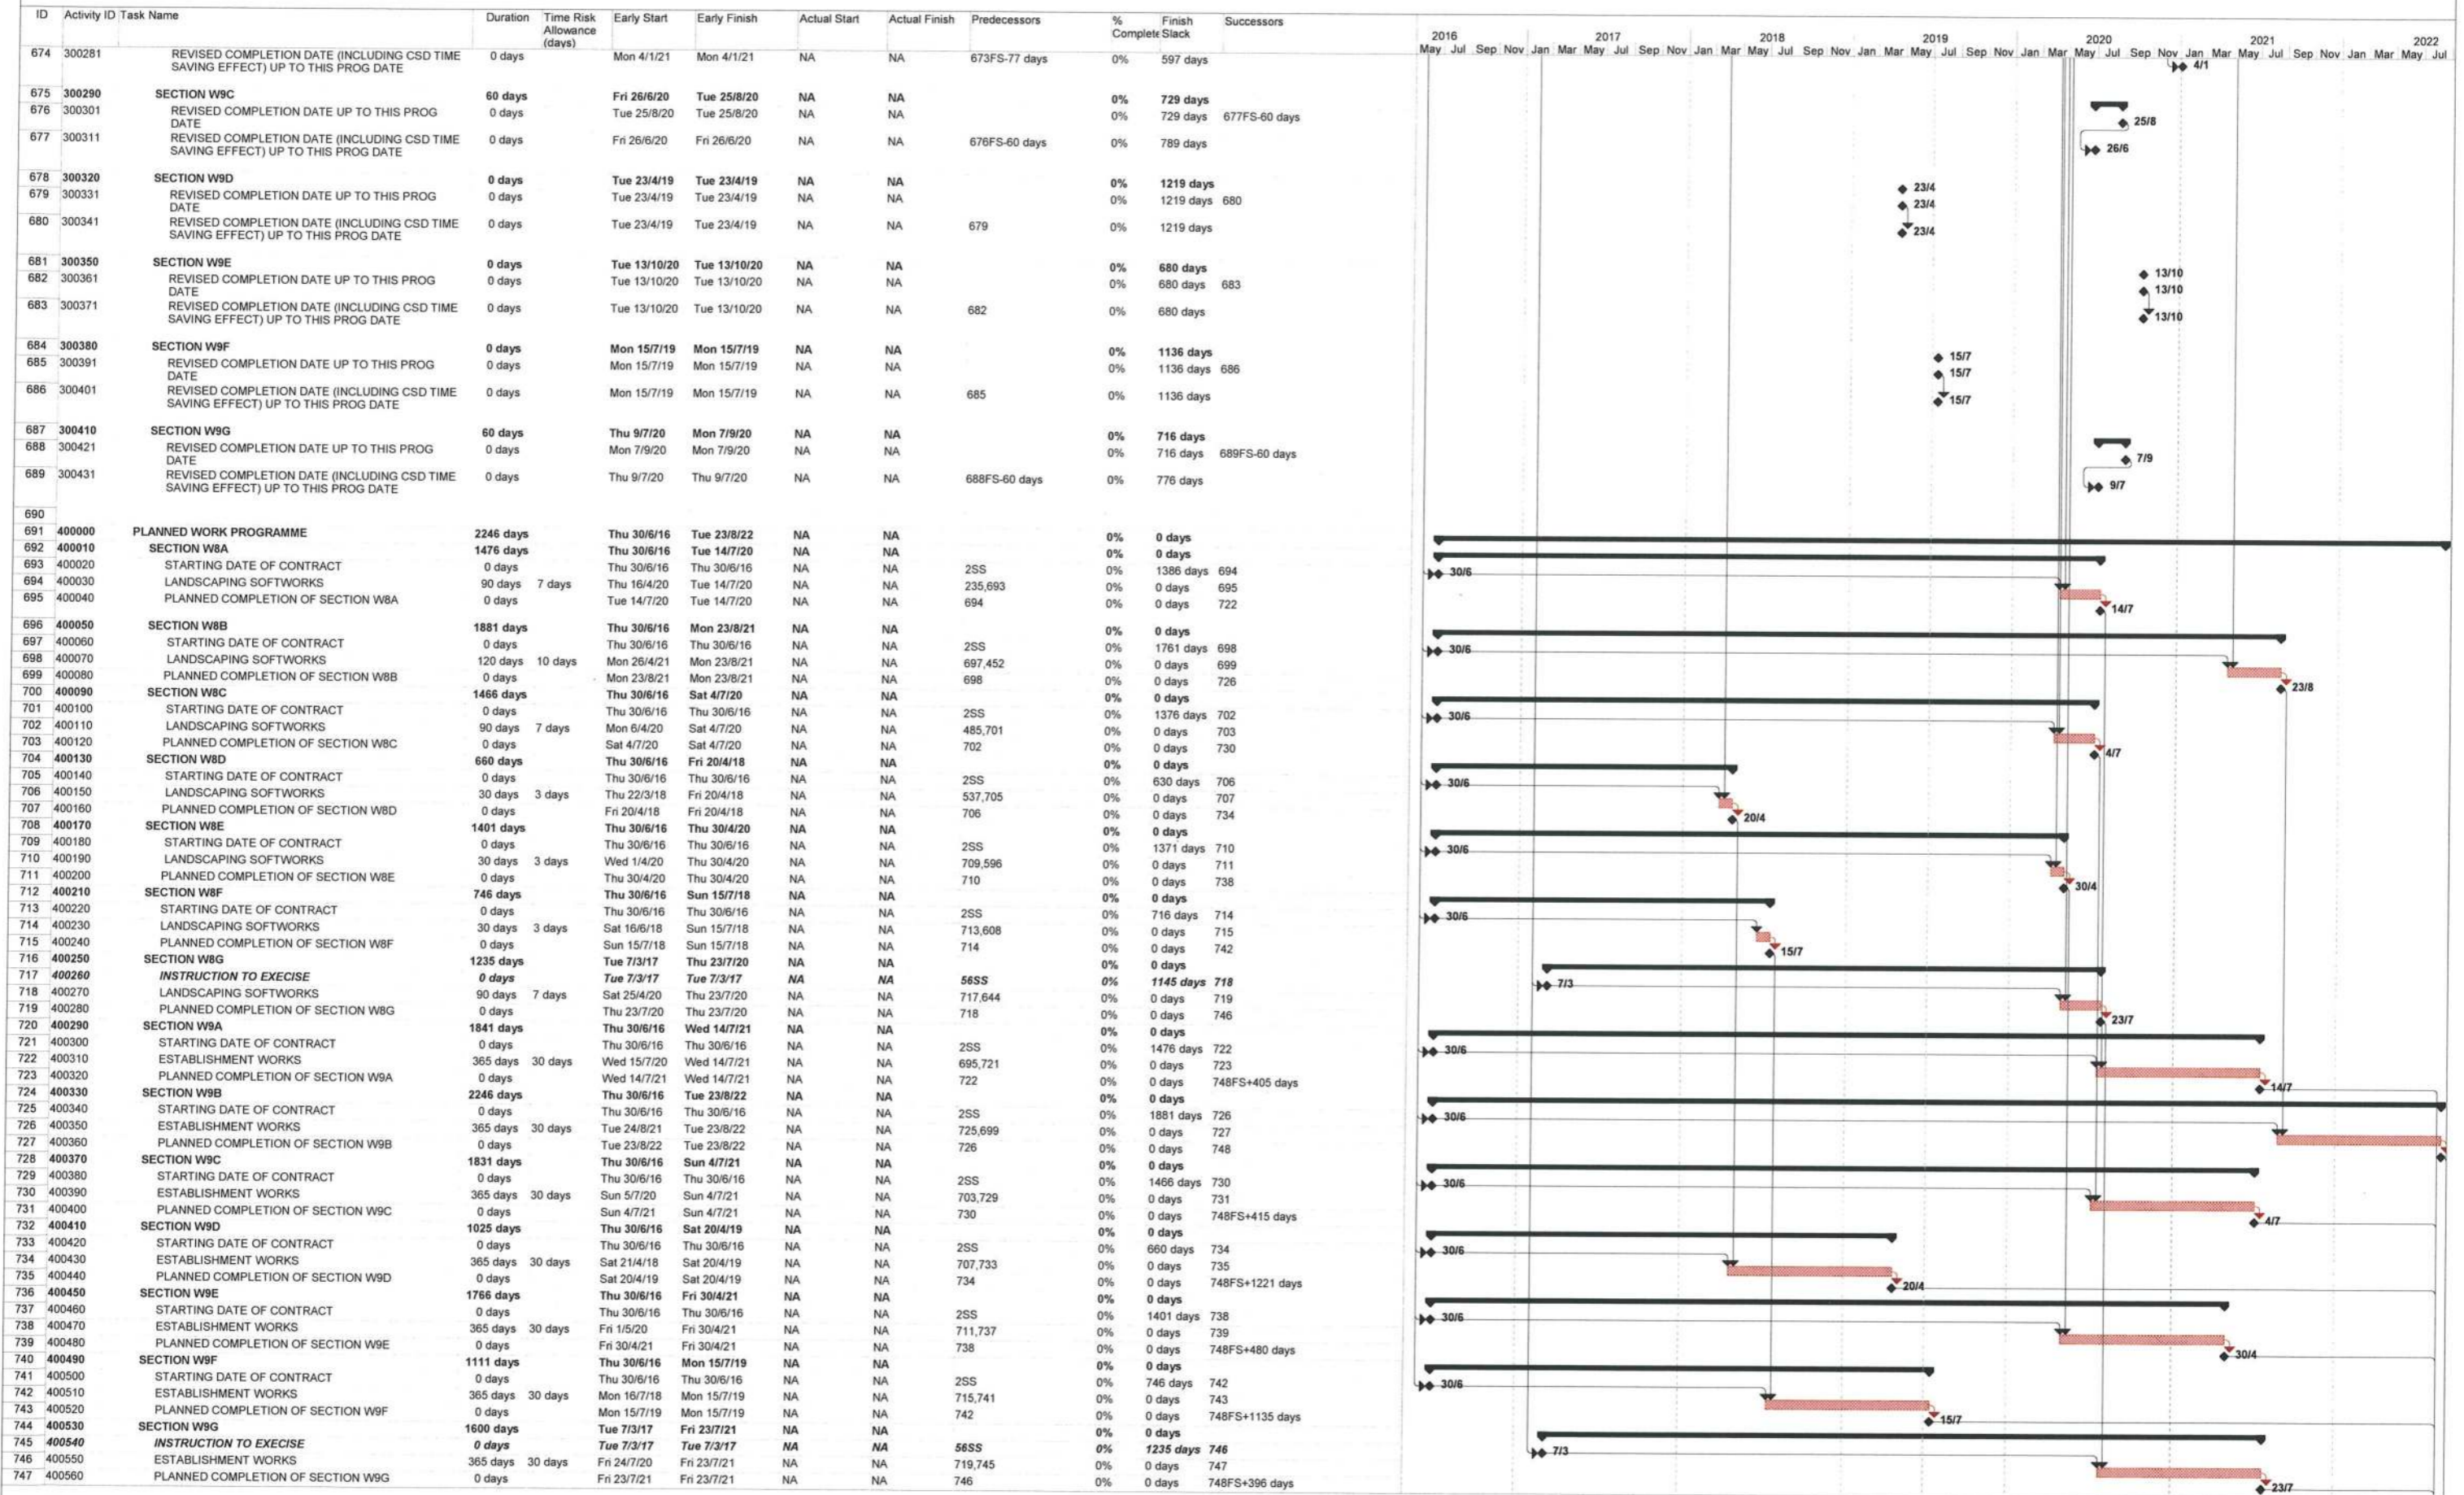 ID Activity ID Task Name Duration Time Risk Allowance (days) Early Start Early Finish Actual Start Actual Finish Predecessors % Complete Finish Slack Successors
2016 2017 2018 2019 2020 2021 2022
May Jul Sep Nov Jan Mar May Jul Sep Nov Jan Mar May Jul Sep Nov Jan Mar May Jul Sep Nov Jan Mar May Jul Sep Nov Jan Mar May Jul Sep Nov Jan Mar May Jul
674 300281 REVISED COMPLETION DATE (INCLUDING CSD TIME 0 days Mon 4/1/21 Mon 4/1/21 NA NA 673FS-77 days 0% 597 days 4/1
SAVING EFFECT) UP TO THIS PROG DATE
675 300290 SECTION W9C 60 days Fri 26/6/20 Tue 25/8/20 NA NA 0% 729 days
676 300301 REVISED COMPLETION DATE UP TO THIS PROG 0 days Tue 25/8/20 Tue 25/8/20 NA NA 0% 729 days 677FS-60 days 25/8
DATE
677 300311 REVISED COMPLETION DATE (INCLUDING CSD TIME 0 days Fri 26/6/20 Fri 26/6/20 NA NA 676FS-60 days 0% 789 days 26/6
SAVING EFFECT) UP TO THIS PROG DATE
678 300320 SECTION W9D 0 days Tue 23/4/19 Tue 23/4/19 NA NA 0% 1219 days 23/4
679 300331 REVISED COMPLETION DATE UP TO THIS PROG 0 days Tue 23/4/19 Tue 23/4/19 NA NA 0% 1219 days 680 23/4
DATE
680 300341 REVISED COMPLETION DATE (INCLUDING CSD TIME 0 days Tue 23/4/19 Tue 23/4/19 NA NA 679 0% 1219 days 23/4
SAVING EFFECT) UP TO THIS PROG DATE
681 300350 SECTION W9E 0 days Tue 13/10/20 Tue 13/10/20 NA NA 0% 680 days 13/10
682 300361 REVISED COMPLETION DATE UP TO THIS PROG 0 days Tue 13/10/20 Tue 13/10/20 NA NA 0% 680 days 683 13/10
DATE
683 300371 REVISED COMPLETION DATE (INCLUDING CSD TIME 0 days Tue 13/10/20 Tue 13/10/20 NA NA 682 0% 680 days 13/10
SAVING EFFECT) UP TO THIS PROG DATE
684 300380 SECTION W9F 0 days Mon 15/7/19 Mon 15/7/19 NA NA 0% 1136 days 15/7
685 300391 REVISED COMPLETION DATE UP TO THIS PROG 0 days Mon 15/7/19 Mon 15/7/19 NA NA 0% 1136 days 686 15/7
DATE
686 300401 REVISED COMPLETION DATE (INCLUDING CSD TIME 0 days Mon 15/7/19 Mon 15/7/19 NA NA 685 0% 1136 days 15/7
SAVING EFFECT) UP TO THIS PROG DATE
687 300410 SECTION W9G 60 days Thu 9/7/20 Mon 7/9/20 NA NA 0% 716 days
688 300421 REVISED COMPLETION DATE UP TO THIS PROG 0 days Mon 7/9/20 Mon 7/9/20 NA NA 0% 716 days 689FS-60 days 7/9
DATE
689 300431 REVISED COMPLETION DATE (INCLUDING CSD TIME 0 days Thu 9/7/20 Thu 9/7/20 NA NA 688FS-60 days 0% 776 days 9/7
SAVING EFFECT) UP TO THIS PROG DATE
690
691 400000 PLANNED WORK PROGRAMME 2246 days Thu 30/6/16 Tue 23/8/22 NA NA 0% 0 days
692 400010 SECTION W8A 1476 days Thu 30/6/16 Tue 14/7/20 NA NA 0% 0 days
693 400020 STARTING DATE OF CONTRACT 0 days Thu 30/6/16 Thu 30/6/16 NA NA 2SS 0% 1386 days 694 30/6
694 400030 LANDSCAPING SOFTWORKS 90 days 7 days Thu 16/4/20 Tue 14/7/20 NA NA 235,693 0% 0 days 695
695 400040 PLANNED COMPLETION OF SECTION W8A 0 days Tue 14/7/20 Tue 14/7/20 NA NA 694 0% 0 days 722 14/7
696 400050 SECTION W8B 1881 days Thu 30/6/16 Mon 23/8/21 NA NA 0% 0 days
697 400060 STARTING DATE OF CONTRACT 0 days Thu 30/6/16 Thu 30/6/16 NA NA 2SS 0% 1761 days 698 30/6
698 400070 LANDSCAPING SOFTWORKS 120 days 10 days Mon 26/4/21 Mon 23/8/21 NA NA 697,452 0% 0 days 699
699 400080 PLANNED COMPLETION OF SECTION W8B 0 days Mon 23/8/21 Mon 23/8/21 NA NA 698 0% 0 days 726 23/8
700 400090 SECTION W8C 1466 days Thu 30/6/16 Sat 4/7/20 NA NA 0% 0 days
701 400100 STARTING DATE OF CONTRACT 0 days Thu 30/6/16 Thu 30/6/16 NA NA 2SS 0% 1376 days 702 30/6
702 400110 LANDSCAPING SOFTWORKS 90 days 7 days Mon 6/4/20 Sat 4/7/20 NA NA 485,701 0% 0 days 703
703 400120 PLANNED COMPLETION OF SECTION W8C 0 days Sat 4/7/20 Sat 4/7/20 NA NA 702 0% 0 days 730 4/7
704 400130 SECTION W8D 660 days Thu 30/6/16 Fri 20/4/18 NA NA 0% 0 days
705 400140 STARTING DATE OF CONTRACT 0 days Thu 30/6/16 Thu 30/6/16 NA NA 2SS 0% 630 days 706 30/6
706 400150 LANDSCAPING SOFTWORKS 30 days 3 days Thu 22/3/18 Fri 20/4/18 NA NA 537,705 0% 0 days 707
707 400160 PLANNED COMPLETION OF SECTION W8D 0 days Fri 20/4/18 Fri 20/4/18 NA NA 706 0% 0 days 734 20/4
708 400170 SECTION W8E 1401 days Thu 30/6/16 Thu 30/4/20 NA NA 0% 0 days
709 400180 STARTING DATE OF CONTRACT 0 days Thu 30/6/16 Thu 30/6/16 NA NA 2SS 0% 1371 days 710 30/6
710 400190 LANDSCAPING SOFTWORKS 30 days 3 days Wed 1/4/20 Thu 30/4/20 NA NA 709,596 0% 0 days 711
711 400200 PLANNED COMPLETION OF SECTION W8E 0 days Thu 30/4/20 Thu 30/4/20 NA NA 710 0% 0 days 738 30/4
712 400210 SECTION W8F 746 days Thu 30/6/16 Sun 15/7/18 NA NA 0% 0 days
713 400220 STARTING DATE OF CONTRACT 0 days Thu 30/6/16 Thu 30/6/16 NA NA 2SS 0% 716 days 714 30/6
714 400230 LANDSCAPING SOFTWORKS 30 days 3 days Sat 16/6/18 Sun 15/7/18 NA NA 713,608 0% 0 days 715
715 400240 PLANNED COMPLETION OF SECTION W8F 0 days Sun 15/7/18 Sun 15/7/18 NA NA 714 0% 0 days 742 15/7
716 400250 SECTION W8G 1235 days Tue 7/3/17 Thu 23/7/20 NA NA 0% 0 days
717 400260 INSTRUCTION TO EXECISE 0 days Tue 7/3/17 Tue 7/3/17 NA NA 56SS 0% 1145 days 718 7/3
718 400270 LANDSCAPING SOFTWORKS 90 days 7 days Sat 25/4/20 Thu 23/7/20 NA NA 717,644 0% 0 days 719
719 400280 PLANNED COMPLETION OF SECTION W8G 0 days Thu 23/7/20 Thu 23/7/20 NA NA 718 0% 0 days 746 23/7
720 400290 SECTION W9A 1841 days Thu 30/6/16 Wed 14/7/21 NA NA 0% 0 days
721 400300 STARTING DATE OF CONTRACT 0 days Thu 30/6/16 Thu 30/6/16 NA NA 2SS 0% 1476 days 722 30/6
722 400310 ESTABLISHMENT WORKS 365 days 30 days Wed 15/7/20 Wed 14/7/21 NA NA 695,721 0% 0 days 723
723 400320 PLANNED COMPLETION OF SECTION W9A 0 days Wed 14/7/21 Wed 14/7/21 NA NA 722 0% 0 days 748FS+405 days 14/7
724 400330 SECTION W9B 2246 days Thu 30/6/16 Tue 23/8/22 NA NA 0% 0 days
725 400340 STARTING DATE OF CONTRACT 0 days Thu 30/6/16 Thu 30/6/16 NA NA 2SS 0% 1881 days 726 30/6
726 400350 ESTABLISHMENT WORKS 365 days 30 days Tue 24/8/21 Tue 23/8/22 NA NA 725,699 0% 0 days 727
727 400360 PLANNED COMPLETION OF SECTION W9B 0 days Tue 23/8/22 Tue 23/8/22 NA NA 726 0% 0 days 748
728 400370 SECTION W9C 1831 days Thu 30/6/16 Sun 4/7/21 NA NA 0% 0 days
729 400380 STARTING DATE OF CONTRACT 0 days Thu 30/6/16 Thu 30/6/16 NA NA 2SS 0% 1466 days 730 30/6
730 400390 ESTABLISHMENT WORKS 365 days 30 days Sun 5/7/20 Sun 4/7/21 NA NA 703,729 0% 0 days 731
731 400400 PLANNED COMPLETION OF SECTION W9C 0 days Sun 4/7/21 Sun 4/7/21 NA NA 730 0% 0 days 748FS+415 days 4/7
732 400410 SECTION W9D 1025 days Thu 30/6/16 Sat 20/4/19 NA NA 0% 0 days
733 400420 STARTING DATE OF CONTRACT 0 days Thu 30/6/16 Thu 30/6/16 NA NA 2SS 0% 660 days 734 30/6
734 400430 ESTABLISHMENT WORKS 365 days 30 days Sat 21/4/18 Sat 20/4/19 NA NA 707,733 0% 0 days 735
735 400440 PLANNED COMPLETION OF SECTION W9D 0 days Sat 20/4/19 Sat 20/4/19 NA NA 734 0% 0 days 748FS+1221 days 20/4
736 400450 SECTION W9E 1766 days Thu 30/6/16 Fri 30/4/21 NA NA 0% 0 days
737 400460 STARTING DATE OF CONTRACT 0 days Thu 30/6/16 Thu 30/6/16 NA NA 2SS 0% 1401 days 738 30/6
738 400470 ESTABLISHMENT WORKS 365 days 30 days Fri 1/5/20 Fri 30/4/21 NA NA 711,737 0% 0 days 739
739 400480 PLANNED COMPLETION OF SECTION W9E 0 days Fri 30/4/21 Fri 30/4/21 NA NA 738 0% 0 days 748FS+480 days 30/4
740 400490 SECTION W9F 1111 days Thu 30/6/16 Mon 15/7/19 NA NA 0% 0 days
741 400500 STARTING DATE OF CONTRACT 0 days Thu 30/6/16 Thu 30/6/16 NA NA 2SS 0% 746 days 742 30/6
742 400510 ESTABLISHMENT WORKS 365 days 30 days Mon 16/7/18 Mon 15/7/19 NA NA 715,741 0% 0 days 743
743 400520 PLANNED COMPLETION OF SECTION W9F 0 days Mon 15/7/19 Mon 15/7/19 NA NA 742 0% 0 days 748FS+1135 days 15/7
744 400530 SECTION W9G 1600 days Tue 7/3/17 Fri 23/7/21 NA NA 0% 0 days
745 400540 INSTRUCTION TO EXECISE 0 days Tue 7/3/17 Tue 7/3/17 NA NA 56SS 0% 1235 days 746 7/3
746 400550 ESTABLISHMENT WORKS 365 days 30 days Fri 24/7/20 Fri 23/7/21 NA NA 719,745 0% 0 days 747
747 400560 PLANNED COMPLETION OF SECTION W9G 0 days Fri 23/7/21 Fri 23/7/21 NA NA 746 0% 0 days 748FS+396 days 23/7